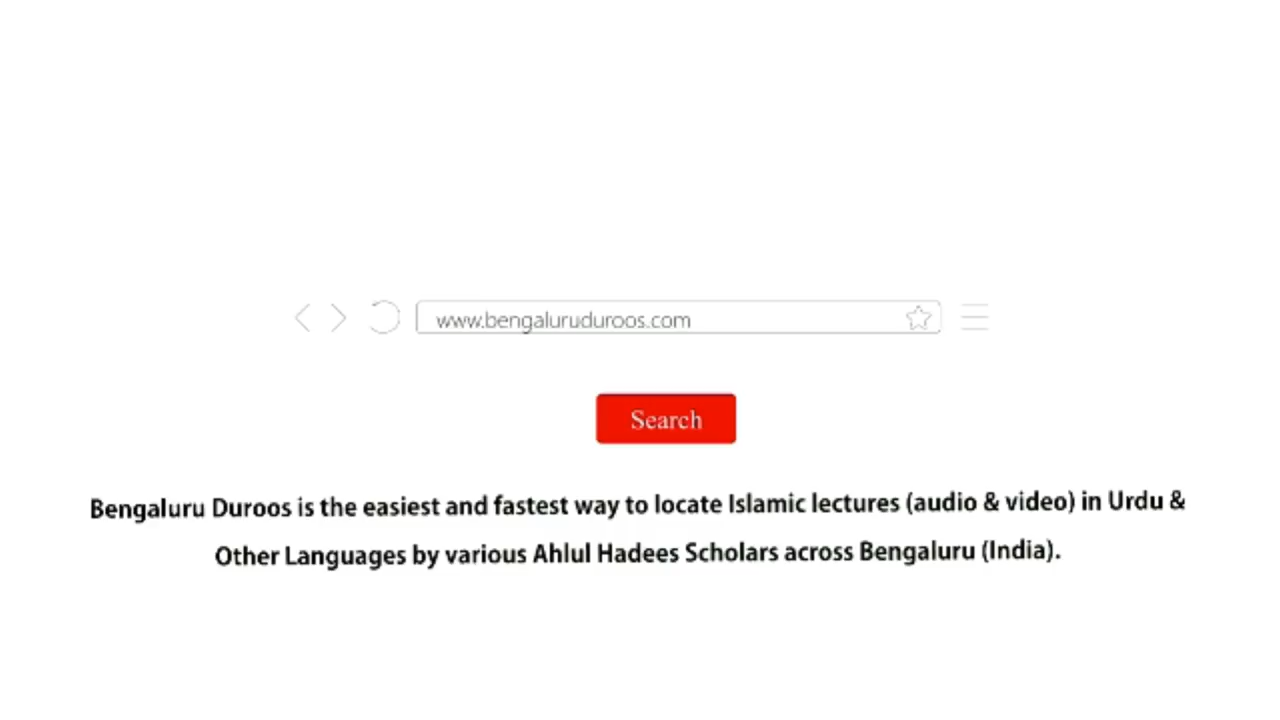 www.bengaluruduroos.com
Search
Bengaluru Duroos is the easiest and fastest way to locate Islamic lectures (audio & video) in Urdu &
Other Languages by various Ahlul Hadees Scholars across Bengaluru (India).